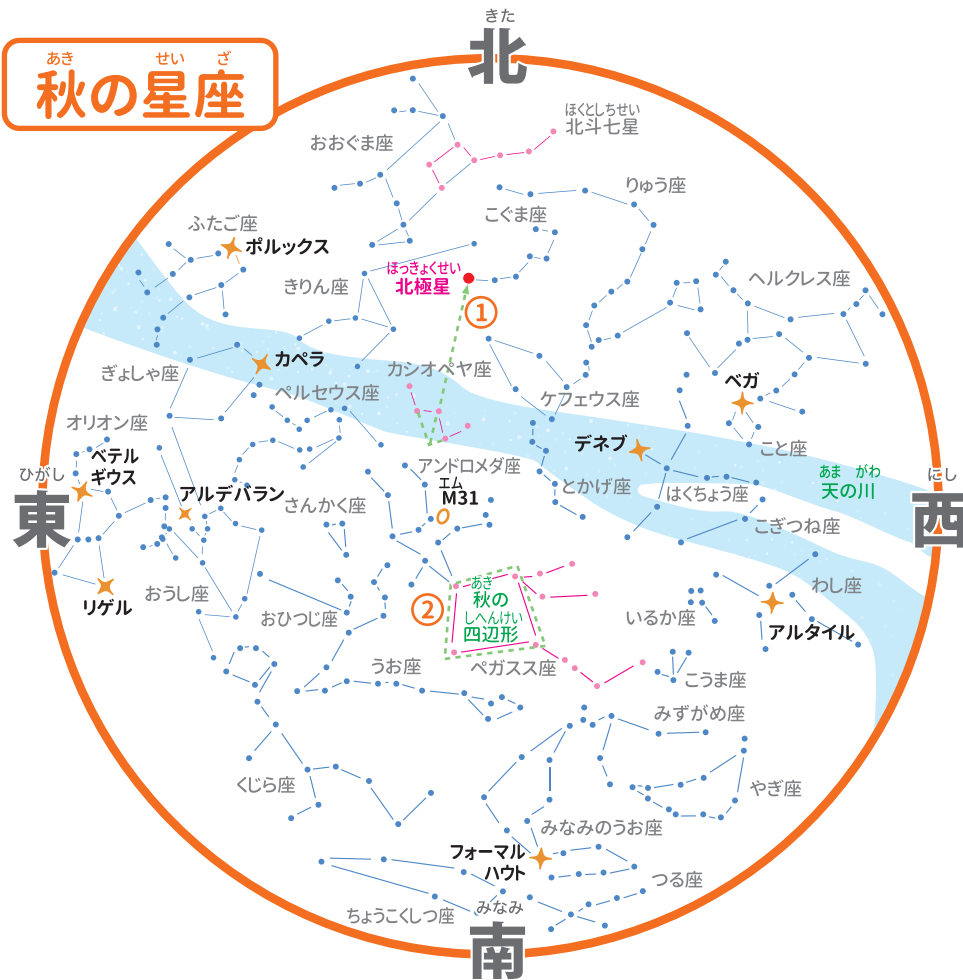 きた
北
あき せい ざ
秋の星座
ほくとしちせい
北斗七星
おおぐま座
りゅう座
こぐま座
ふたご座
ポルックス
ほっきょくせい
北極星
きりん座
ヘルクレス座
1
カペラ
カシオペヤ座
ぎょしゃ座
ペルセウス座
ベガ
ケフェウス座
オリオン座
デネブ
こと座
ベテル
ギウス
アンドロメダ座
エム
M31
あま がわ
天の川
ひがし
東
にし
西
アルデバラン
さんかく座
とかげ座
はくちょう座
こぎつね座
おうし座
リゲル
おひつじ座
2
あき
秋の
しへんけい
四辺形
わし座
いるか座
アルタイル
うお座
ペガスス座
こうま座
みずがめ座
くじら座
やぎ座
みなみのうお座
フォーマル
ハウト
つる座
ちょうこくしつ座
みなみ
南